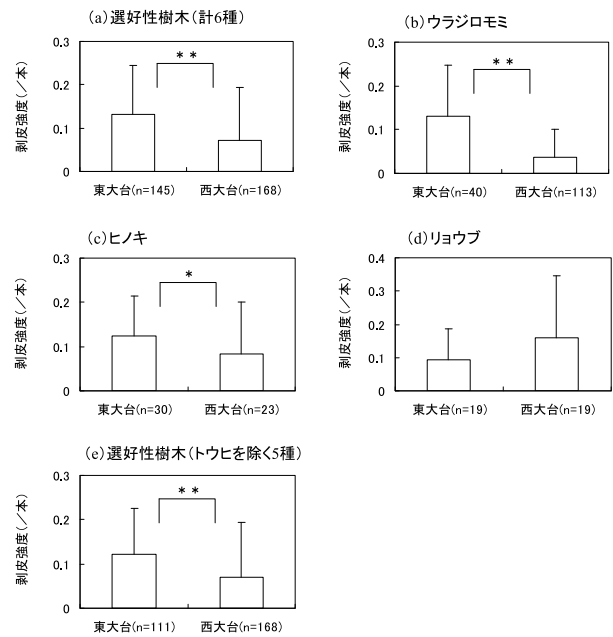 (a)選好性樹木(計6種)
剥皮強度(／本)
0.3
0.2
0.1
0
＊＊
東大台(n=145)
西大台(n=168)
(b)ウラジロモミ
剥皮強度(／本)
0.3
0.2
0.1
0
＊＊
東大台(n=40)
西大台(n=113)
(c)ヒノキ
剥皮強度(／本)
0.3
0.2
0.1
0
＊
東大台(n=30)
西大台(n=23)
(d)リョウブ
剥皮強度(／本)
0.4
0.3
0.2
0.1
0
東大台(n=19)
西大台(n=19)
(e)選好性樹木(トウヒを除く5種)
剥皮強度(／本)
0.3
0.2
0.1
0
＊＊
東大台(n=111)
西大台(n=168)